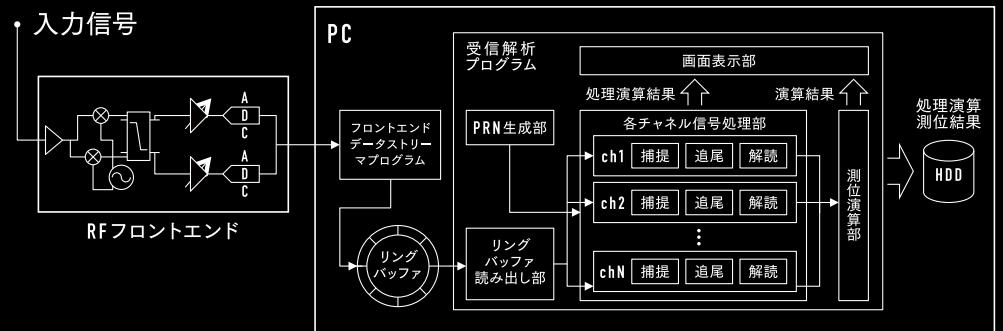 入力信号
A
D
C
A
D
C
RFフロントエンド
PC
フロントエンド
データストリー
マプログラム
リング
バッファ
受信解析
プログラム
画面表示部
処理演算結果
演算結果
PRN生成部
各チャネル信号処理部
ch1 捕捉 追尾 解読
ch2 捕捉 追尾 解読
⋮
chN 捕捉 追尾 解読
リング
バッファ
読み出し部
測位演算部
処理演算
測位結果
HDD